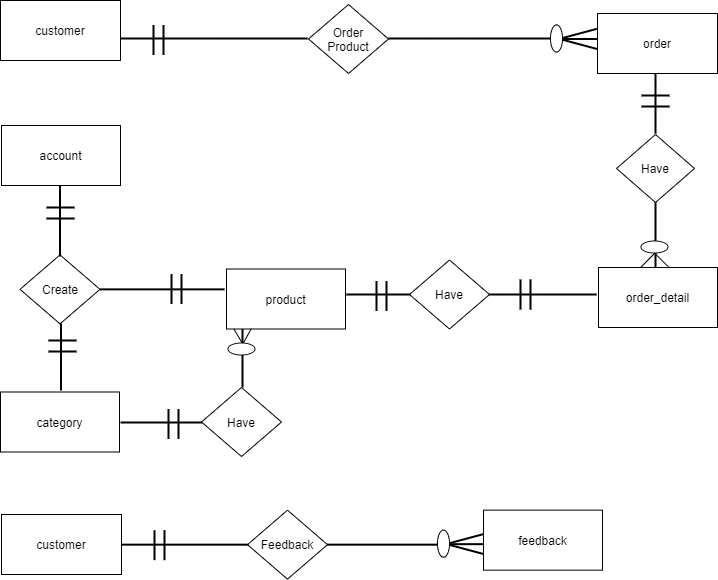 customer
Order
Product
order
account
Have
Create
product
Have
order_detail
category
Have
customer
Feedback
feedback